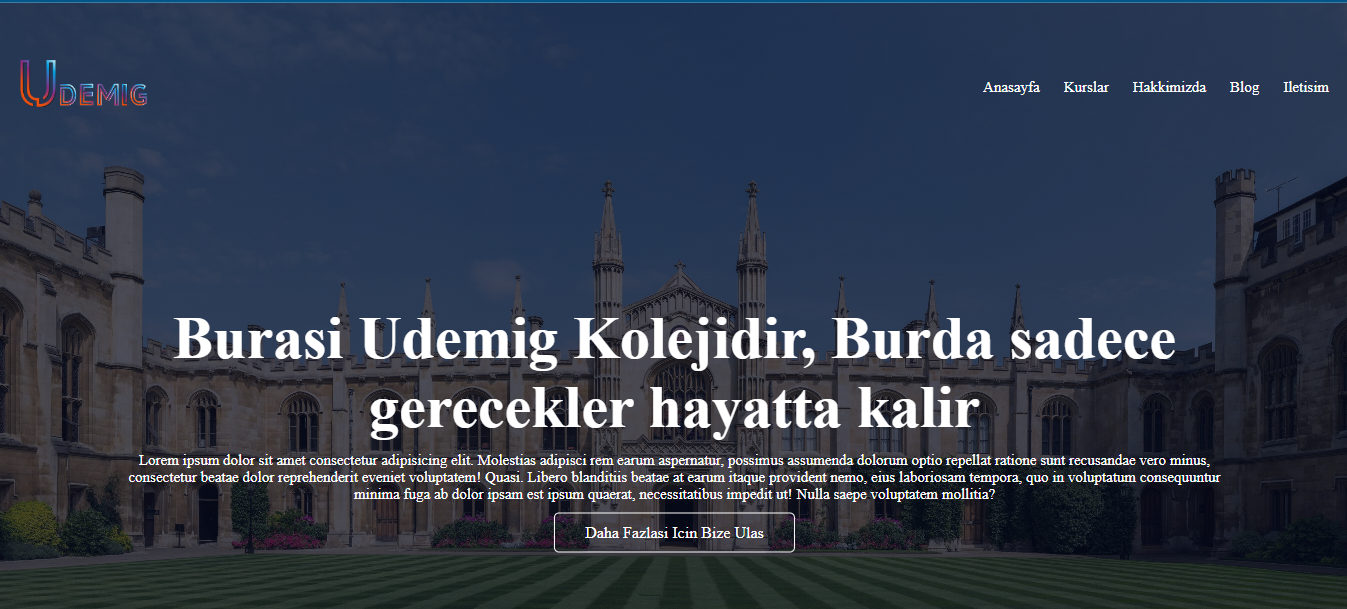 UDEMIG
Anasayfa Kurslar Hakkimizda Blog Iletisim
Burasi Udemig Kolejidir, Burda sadece
gerecekler hayatta kalir
Lorem ipsum dolor sit amet consectetur adipisicing elit. Molestias adipisci rem earum aspernatur, possimus assumenda dolorum optio repellat ratione sunt recusandae vero minus,
consectetur beatae dolor reprehenderit eveniet voluptatem! Quasi. Libero blanditiis beatae at earum itaque provident nemo, eius laboriosam tempora, quo in voluptatum consequuntur
minima fuga ab dolor ipsam est ipsum quaerat, necessitatibus impedit ut! Nulla saepe voluptatem mollitia?
Daha Fazlasi Icin Bize Ulas